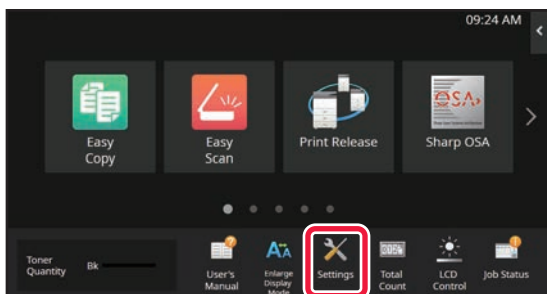 09:24 AM
Easy
Copy
Easy
Scan
Print Release
OSA
Sharp OSA
Toner
Quantity
Bk
User's
Manual
Enlarge
Display
Mode
Settings
Total
Count
LCD
Control
Job Status